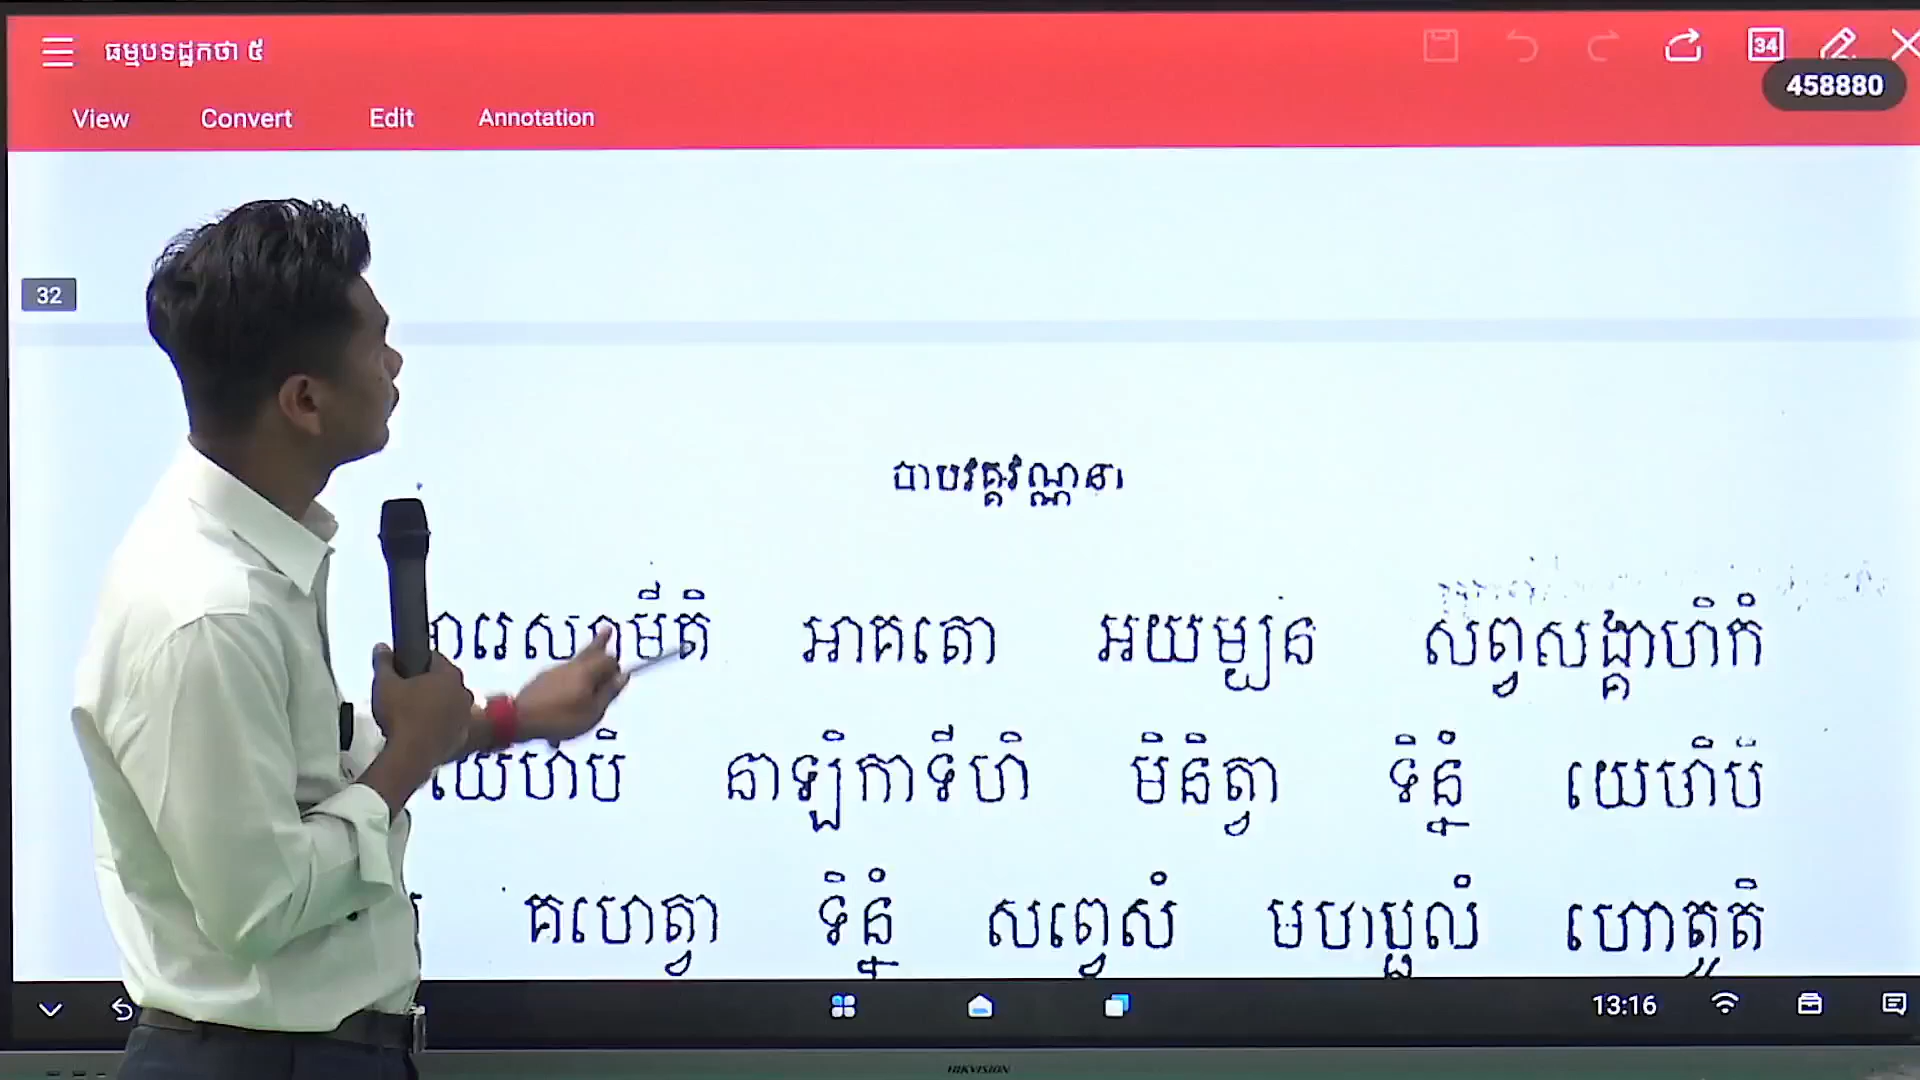 ធម្មបទដ្ឋកថា ៥
34
458880
View Convert Edit Annotation
32
បាបវគ្គវណ្ណនា
អាគតោ អយម្បន សព្វសង្គាហិកំ
នាឡិកាទីហិ មិនិត្វា ទិន្នំ យេហិបិ
គហេត្វា ទិន្នំ សព្វេសំ មហប្ផលំ ហោតូតិ
13:16
HIKVISION